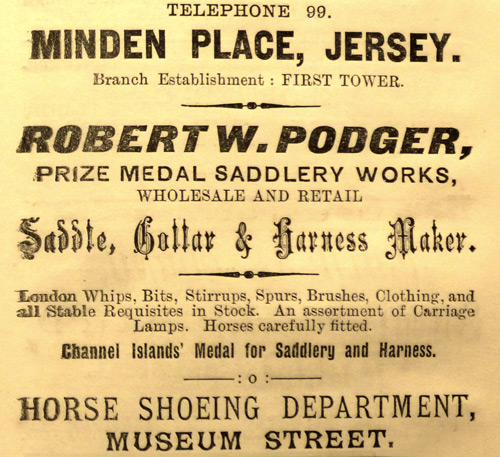 TELEPHONE 99.
MINDEN PLACE, JERSEY.
Branch Establishment : FIRST TOWER.
ROBERT W. PODGER,
PRIZE MEDAL SADDLERY WORKS,
WHOLESALE AND RETAIL
Saddle, Collar & Harness Maker.
London Whips, Bits, Stirrups, Spurs, Brushes, Clothing, and
all Stable Requisites in Stock. An assortment of Carriage
Lamps. Horses carefully fitted.
Channel Islands' Medal for Saddlery and Harness.
: o :
HORSE SHOEING DEPARTMENT,
MUSEUM STREET.